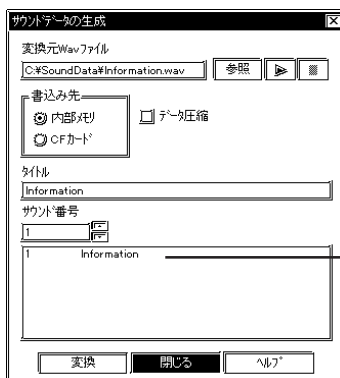 サウンドデータの生成
変換元Wavファイル
C:¥SoundData¥Information.wav 参照
書込み先
内部メモリ
データ圧縮
CFカード
タイトル
Information
サウンド番号
1
1 Information
変換 閉じる ヘルプ